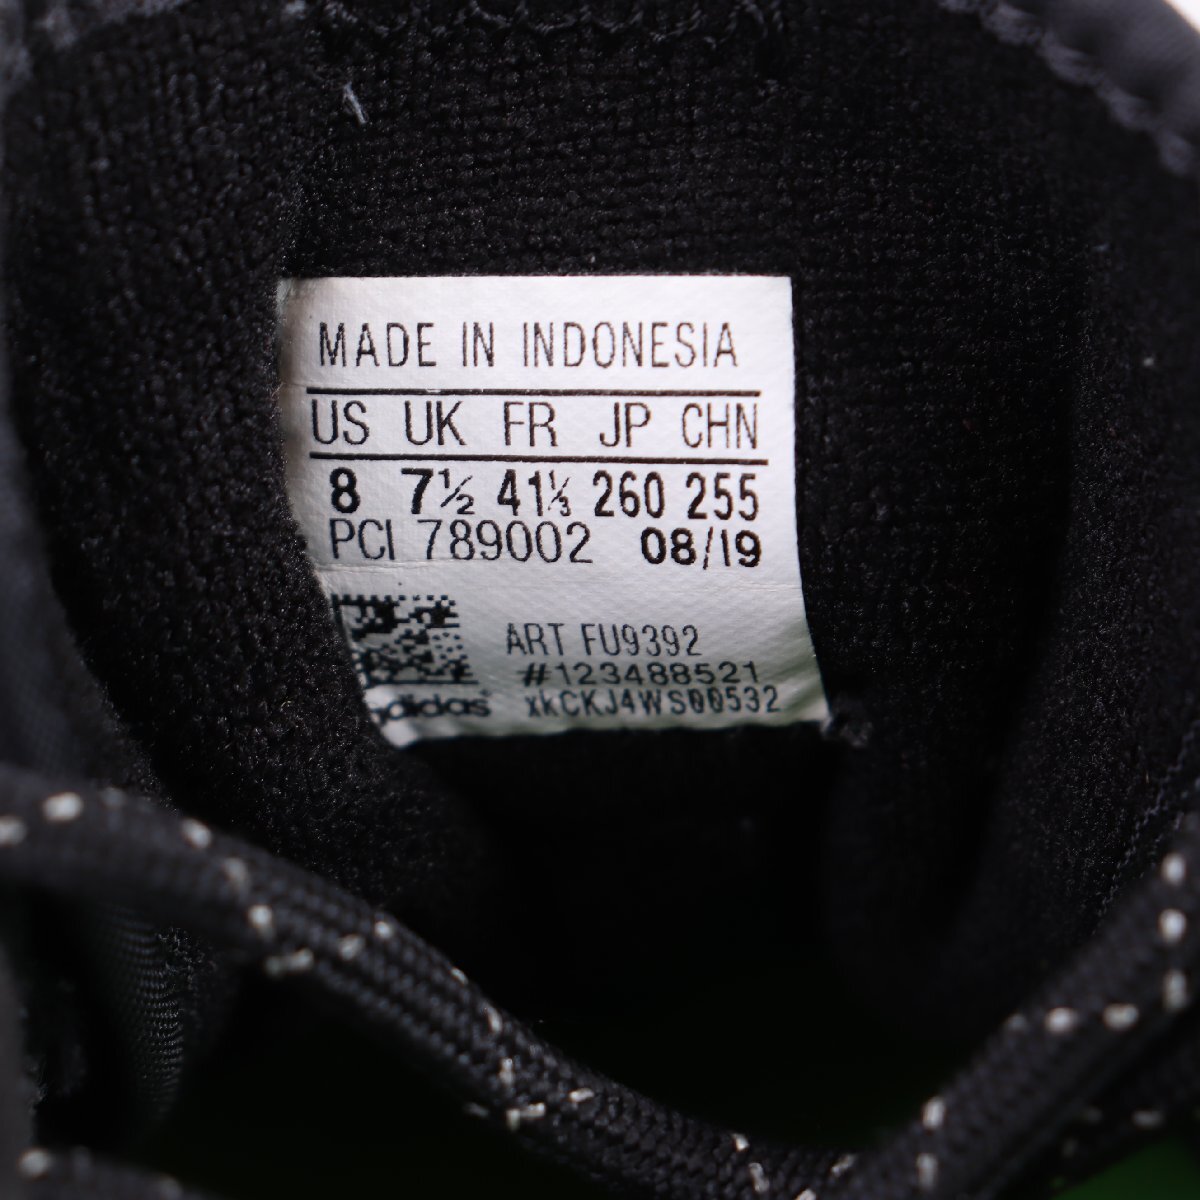 MADE IN INDONESIA
US UK FR JP CHN
8 7½ 41⅓ 260 255
PCI 789002 08/19
ART FU9392
#123488521
adidas® xkCKJ4WS00532